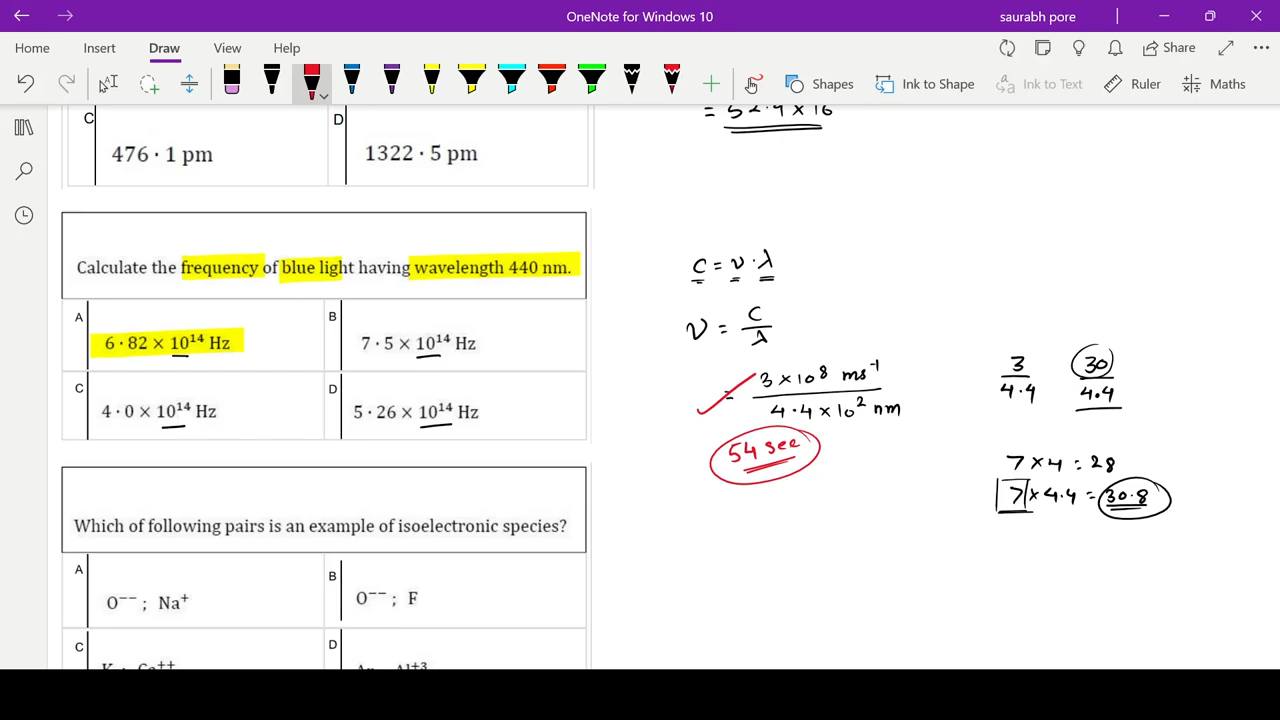 OneNote for Windows 10
saurabh pore
Home Insert Draw View Help
Share
Shapes Ink to Shape Ink to Text Ruler Maths
= 52.4 × 16
C
476 · 1 pm
D
1322 · 5 pm
Calculate the frequency of blue light having wavelength 440 nm.
A
6 · 82 × 10¹⁴ Hz
B
7 · 5 × 10¹⁴ Hz
C
4 · 0 × 10¹⁴ Hz
D
5 · 26 × 10¹⁴ Hz
c = ν · λ
ν = c/λ
= 3 × 10⁸ ms⁻¹ / 4.4 × 10² nm
54 sec
3/4.4 30/4.4
7 × 4 = 28
7 × 4.4 = 30.8
Which of following pairs is an example of isoelectronic species?
A
O⁻⁻ ; Na⁺
B
O⁻⁻ ; F
C
D